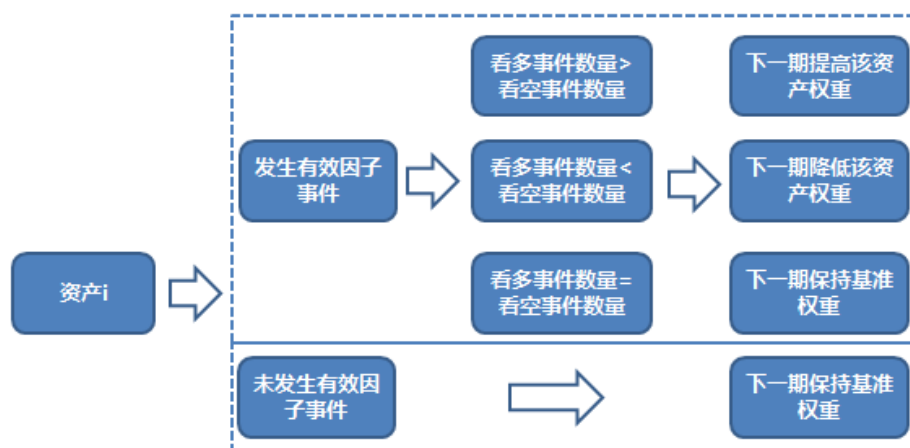 看多事件数量>
看空事件数量
下一期提高该资
产权重
发生有效因子
事件
看多事件数量<
看空事件数量
下一期降低该资
产权重
资产i
看多事件数量=
看空事件数量
下一期保持基准
权重
未发生有效因
子事件
下一期保持基准
权重